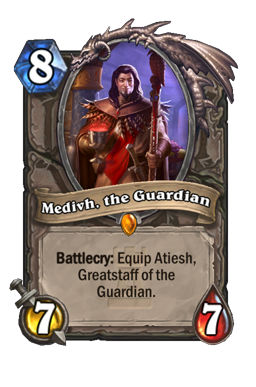 8
Medivh, the Guardian
Battlecry: Equip Atiesh,
Greatstaff of the
Guardian.
7 7